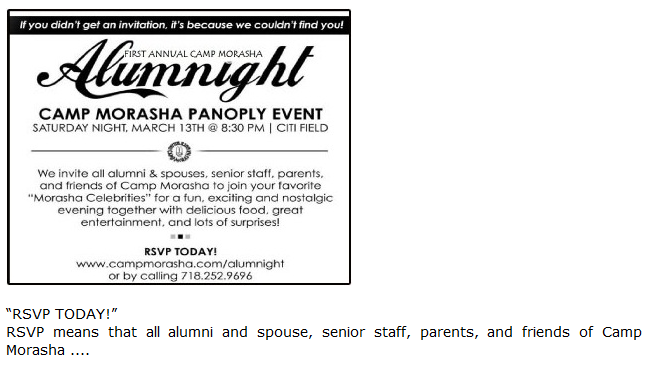 If you didn't get an invitation, it's because we couldn't find you!
FIRST ANNUAL CAMP MORASHA
Alumnight
CAMP MORASHA PANOPLY EVENT
SATURDAY NIGHT, MARCH 13TH @ 8:30 PM | CITI FIELD
We invite all alumni & spouses, senior staff, parents,
and friends of Camp Morasha to join your favorite
"Morasha Celebrities" for a fun, exciting and nostalgic
evening together with delicious food, great
entertainment, and lots of surprises!
RSVP TODAY!
www.campmorasha.com/alumnight
or by calling 718.252.9696
“RSVP TODAY!”
RSVP means that all alumni and spouse, senior staff, parents, and friends of Camp
Morasha ....